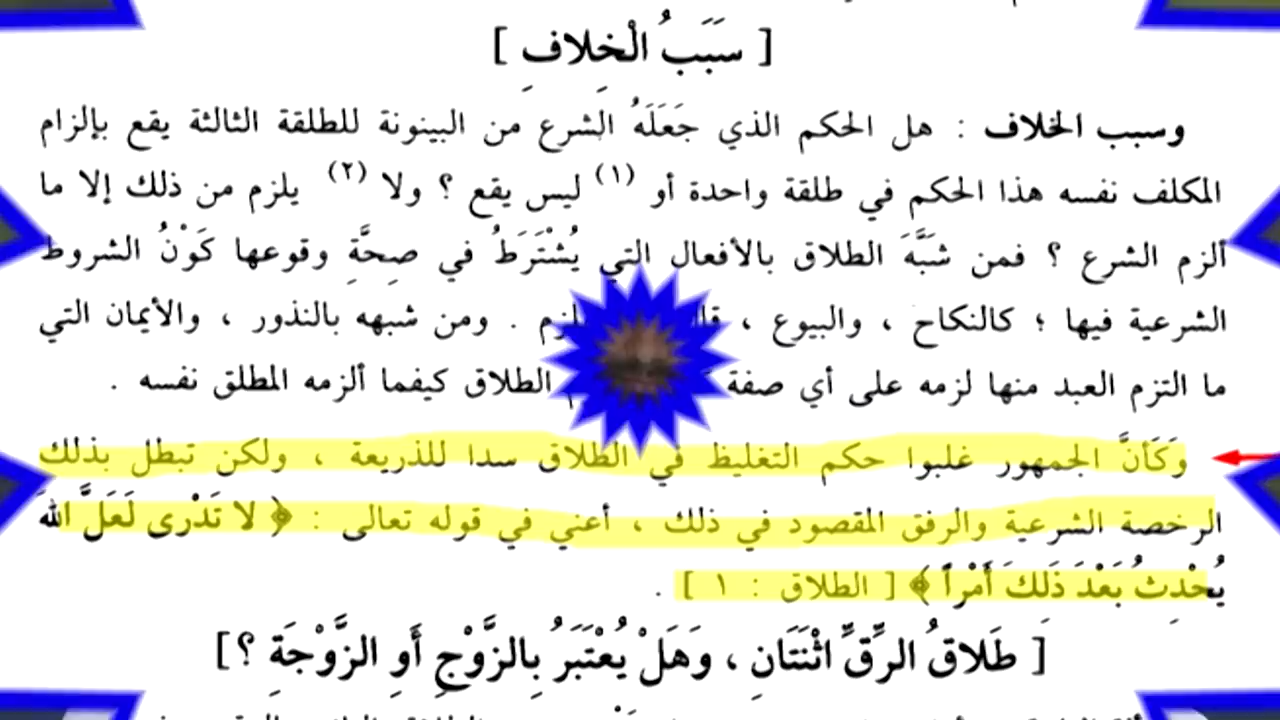 [ سَبَبُ الْخِلافِ ]
وسبب الخلاف : هل الحكم الذي جَعَلَهُ الشرع من البينونة للطلقة الثالثة يقع بإلزام
المكلف نفسه هذا الحكم في طلقة واحدة أو (١) ليس يقع ؟ ولا (٢) يلزم من ذلك إلا ما
ألزم الشرع ؟ فمن شَبَّهَ الطلاق بالأفعال التي يُشْتَرَطُ في صِحَّةِ وقوعها كَوْنُ الشروط
الشرعية فيها ؛ كالنكاح ، والبيوع ، . ومن شبهه بالنذور ، والأيمان التي
ما التزم العبد منها لزمه على أي صفة الطلاق كيفما ألزمه المطلق نفسه .
وَكَأَنَّ الجمهور غلبوا حكم التغليظ في الطلاق سدا للذريعة ، ولكن تبطل بذلك
الرخصة الشرعية والرفق المقصود في ذلك ، أعني في قوله تعالى : ﴿ لا تَدْرِى لَعَلَّ اللهَ
يُحْدِثُ بَعْدَ ذَلِكَ أَمْراً ﴾ [ الطلاق : ١ ] .
[ طَلاقُ الرِّقِّ اثْنَتَانِ ، وَهَلْ يُعْتَبَرُ بِالزَّوْجِ أَوِ الزَّوْجَةِ ؟ ]